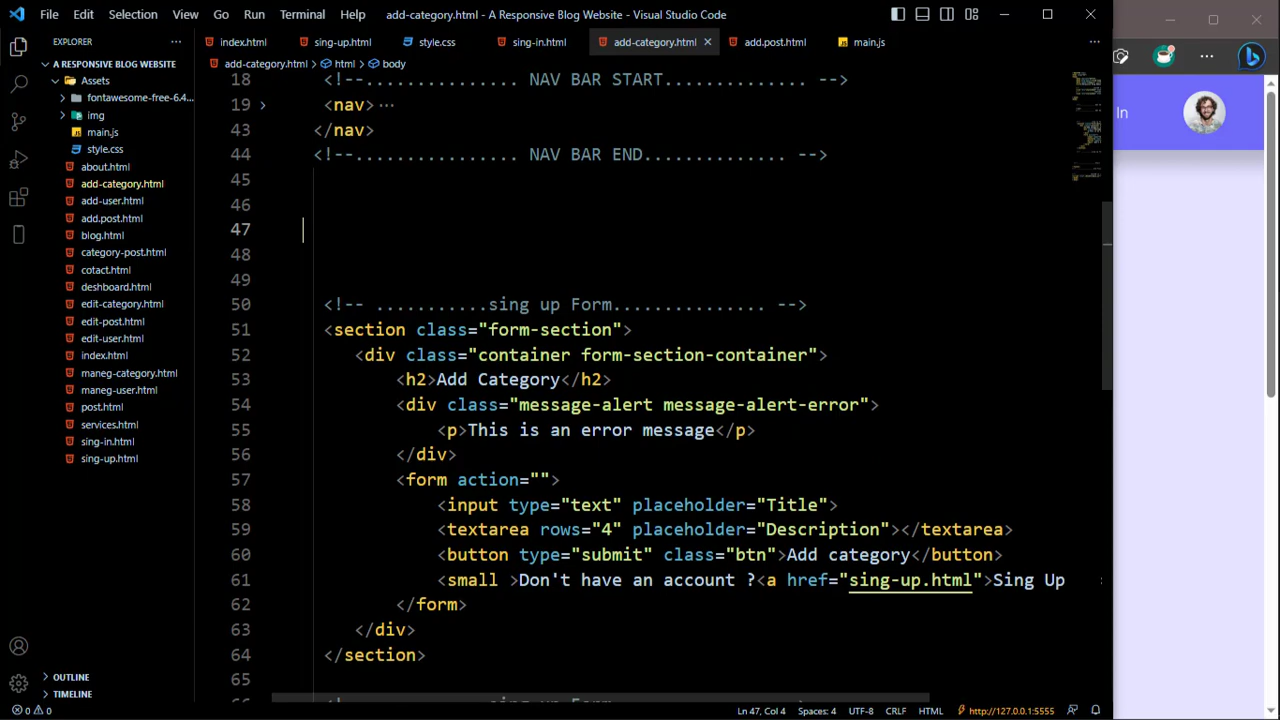 File Edit Selection View Go Run Terminal Help add-category.html - A Responsive Blog Website - Visual Studio Code
EXPLORER
index.html sing-up.html style.css sing-in.html add-category.html add.post.html main.js
A RESPONSIVE BLOG WEBSITE
add-category.html > html > body
Assets
fontawesome-free-6.4...
img
main.js
style.css
about.html
add-category.html
add-user.html
add.post.html
blog.html
category-post.html
cotact.html
deshboard.html
edit-category.html
edit-post.html
edit-user.html
index.html
maneg-category.html
maneg-user.html
post.html
services.html
sing-in.html
sing-up.html
OUTLINE
TIMELINE
18 <!--............... NAV BAR START.............. -->
19 <nav>...
43 </nav>
44 <!--................ NAV BAR END.............. -->
45
46
47
48
49
50 <!-- ...........sing up Form............... -->
51 <section class="form-section">
52 <div class="container form-section-container">
53 <h2>Add Category</h2>
54 <div class="message-alert message-alert-error">
55 <p>This is an error message</p>
56 </div>
57 <form action="">
58 <input type="text" placeholder="Title">
59 <textarea rows="4" placeholder="Description"></textarea>
60 <button type="submit" class="btn">Add category</button>
61 <small >Don't have an account ?<a href="sing-up.html">Sing Up
62 </form>
63 </div>
64 </section>
65
In
0 0 Ln 47, Col 4 Spaces: 4 UTF-8 CRLF HTML http://127.0.0.1:5555